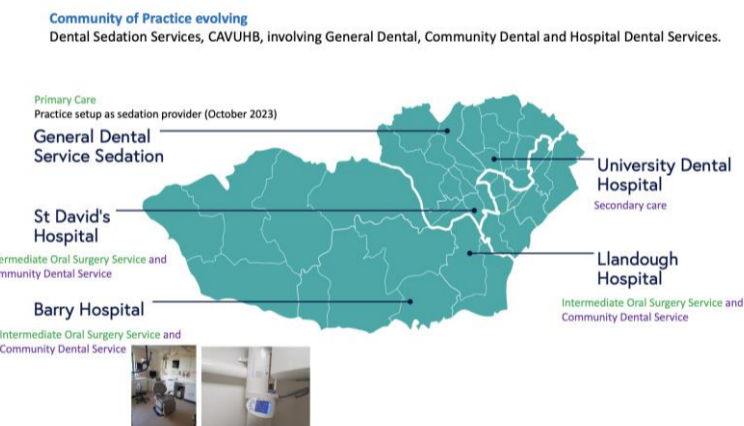 Community of Practice evolving
Dental Sedation Services, CAVUHB, involving General Dental, Community Dental and Hospital Dental Services.
Primary Care
Practice setup as sedation provider (October 2023)
General Dental
Service Sedation
University Dental
Hospital
Secondary care
St David's
Hospital
ermediate Oral Surgery Service and
mmunity Dental Service
Llandough
Hospital
Intermediate Oral Surgery Service and
Community Dental Service
Barry Hospital
Intermediate Oral Surgery Service and
Community Dental Service